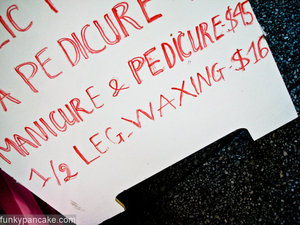 PEDICURE
MANICURE & PEDICURE-$45
1/2 LEG-WAXING-$16
funkypancake.com